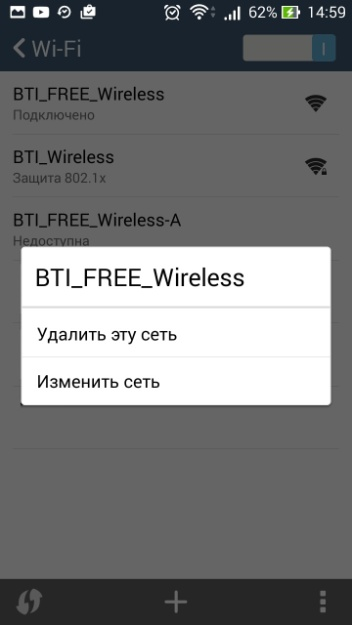 62% 14:59
Wi-Fi
BTI_FREE_Wireless
Подключено
BTI_Wireless
Защита 802.1x
BTI_FREE_Wireless-A
Недоступна
BTI_FREE_Wireless
Удалить эту сеть
Изменить сеть